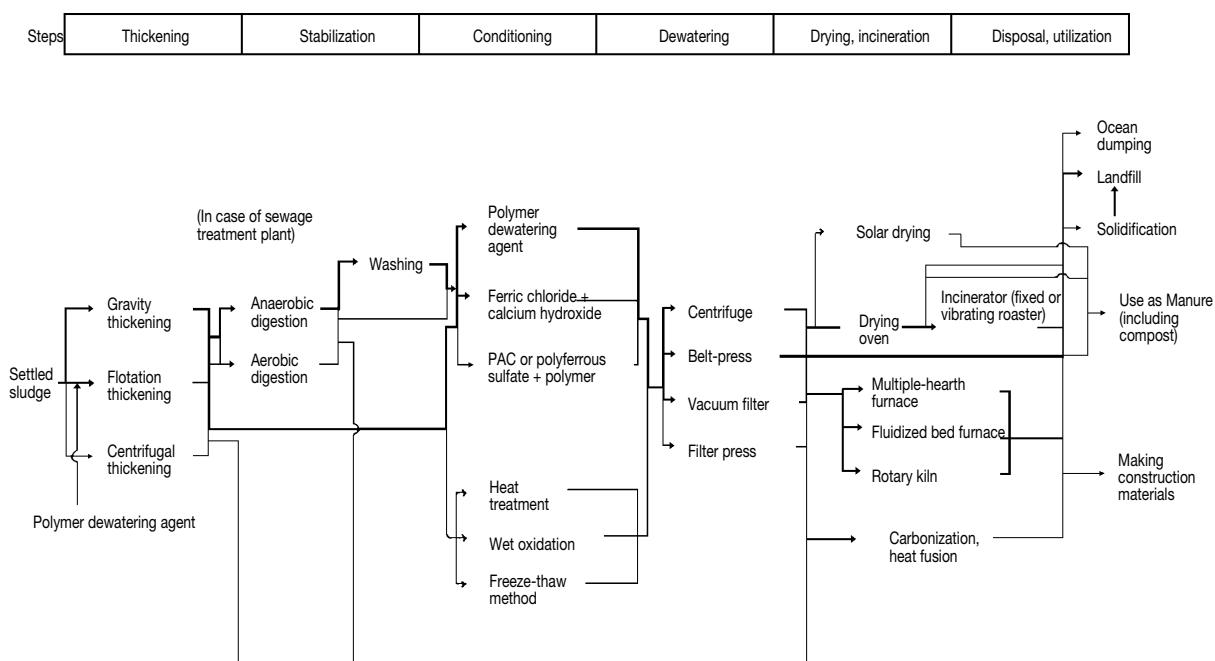 Steps
Thickening
Stabilization
Conditioning
Dewatering
Drying, incineration
Disposal, utilization
Settled
sludge
Gravity
thickening
Flotation
thickening
Centrifugal
thickening
Polymer dewatering agent
(In case of sewage
treatment plant)
Anaerobic
digestion
Aerobic
digestion
Washing
Polymer
dewatering
agent
Ferric chloride +
calcium hydroxide
PAC or polyferrous
sulfate + polymer
Heat
treatment
Wet oxidation
Freeze-thaw
method
Centrifuge
Belt-press
Vacuum filter
Filter press
Solar drying
Drying
oven
Incinerator (fixed or
vibrating roaster)
Multiple-hearth
furnace
Fluidized bed furnace
Rotary kiln
Carbonization,
heat fusion
Ocean
dumping
Landfill
Solidification
Use as Manure
(including
compost)
Making
construction
materials